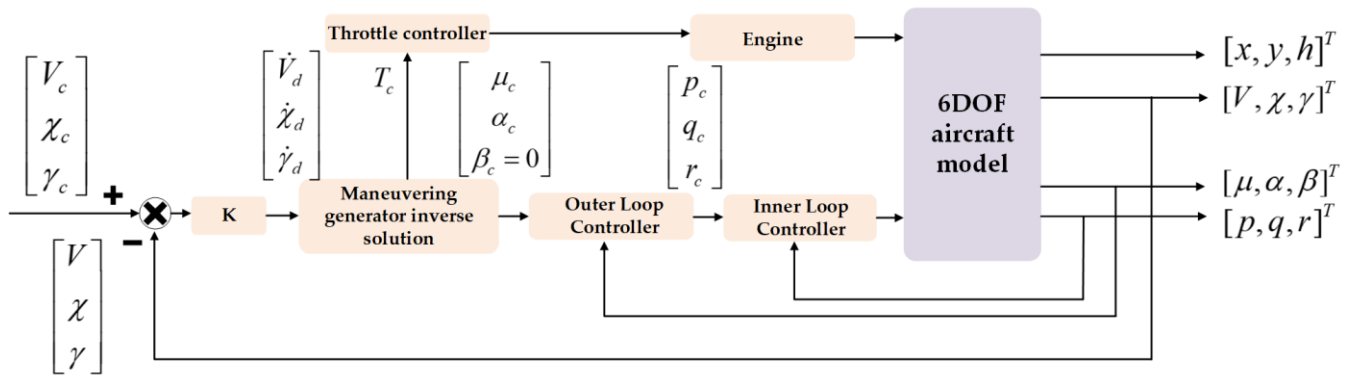 Throttle controller
Engine
V_c
χ_c
γ_c
V̇_d
χ̇_d
γ̇_d
T_c
μ_c
α_c
β_c = 0
p_c
q_c
r_c
6DOF
aircraft
model
[x, y, h]^T
[V, χ, γ]^T
[μ, α, β]^T
[p, q, r]^T
+
K
Maneuvering
generator inverse
solution
Outer Loop
Controller
Inner Loop
Controller
−
V
χ
γ